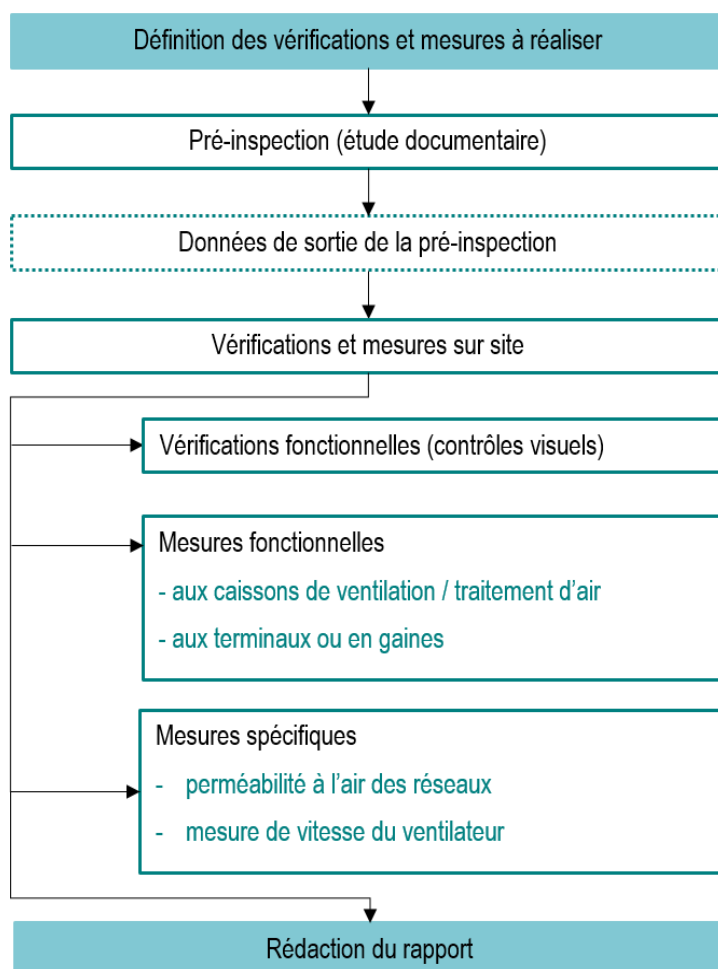 Définition des vérifications et mesures à réaliser
Pré-inspection (étude documentaire)
Données de sortie de la pré-inspection
Vérifications et mesures sur site
Vérifications fonctionnelles (contrôles visuels)
Mesures fonctionnelles
- aux caissons de ventilation / traitement d'air
- aux terminaux ou en gaines
Mesures spécifiques
- perméabilité à l'air des réseaux
- mesure de vitesse du ventilateur
Rédaction du rapport